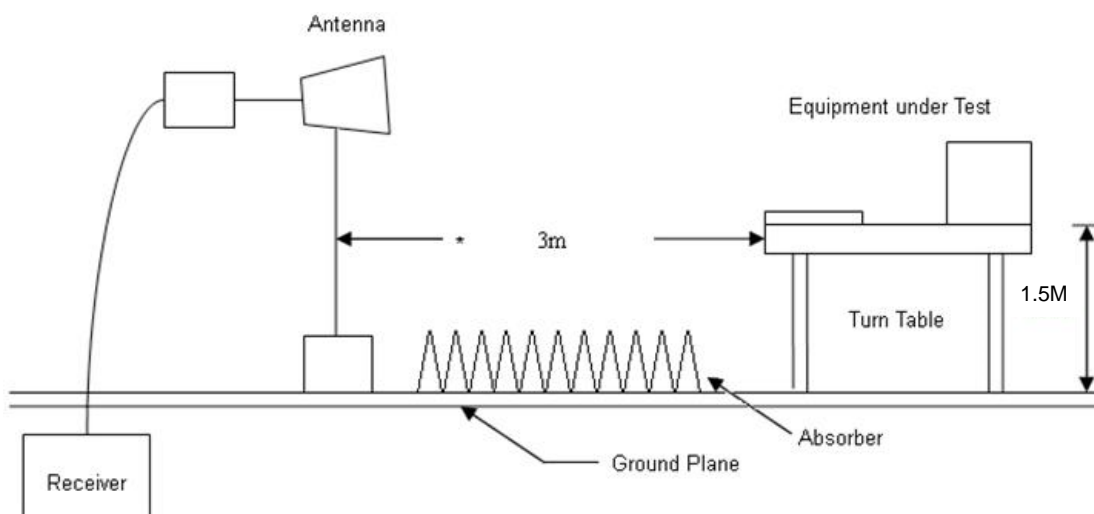 Antenna
Equipment under Test
* 3m
1.5M
Turn Table
Absorber
Ground Plane
Receiver